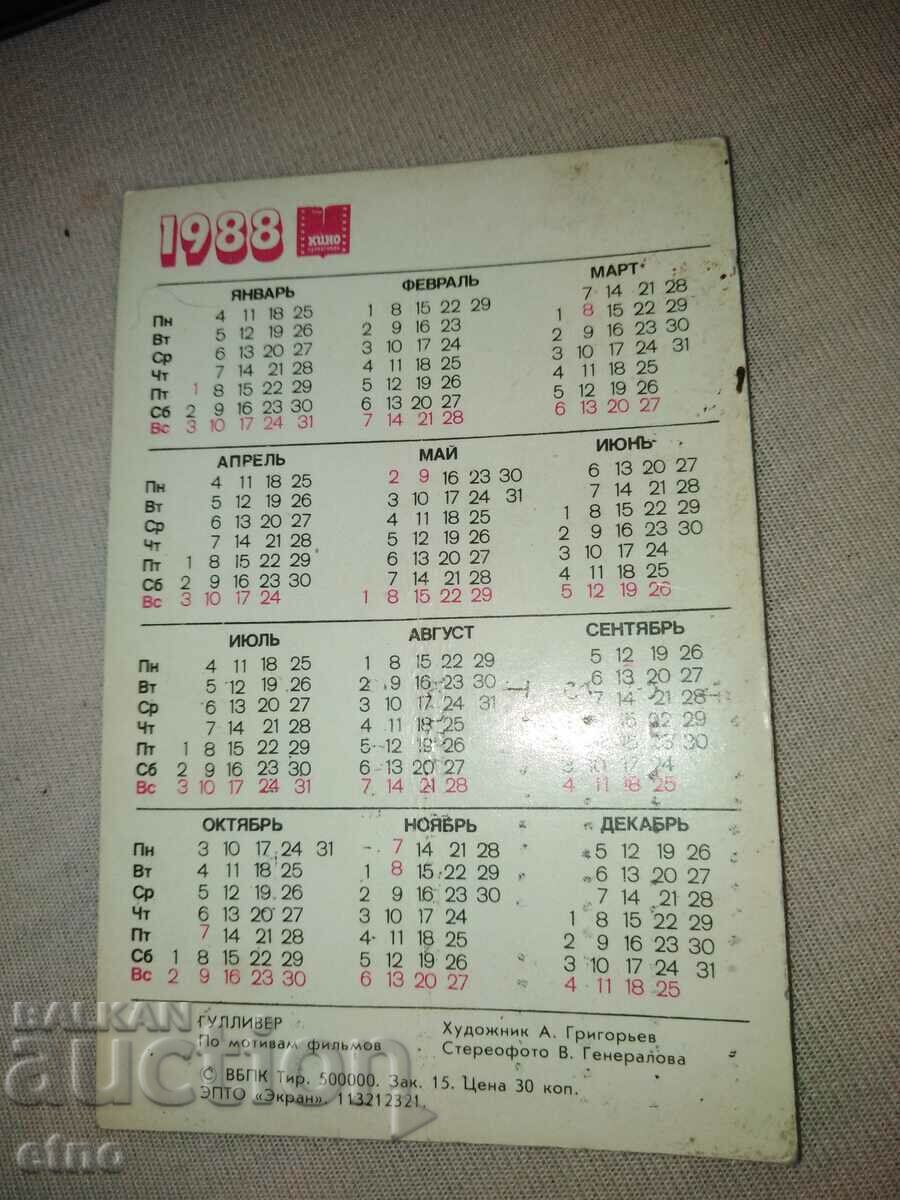 1988 КИНО
ЯНВАРЬ ФЕВРАЛЬ МАРТ
Пн 4 11 18 25 1 8 15 22 29 7 14 21 28
Вт 5 12 19 26 2 9 16 23 1 8 15 22 29
Ср 6 13 20 27 3 10 17 24 2 9 16 23 30
Чт 7 14 21 28 4 11 18 25 3 10 17 24 31
Пт 1 8 15 22 29 5 12 19 26 4 11 18 25
Сб 2 9 16 23 30 6 13 20 27 5 12 19 26
Вс 3 10 17 24 31 7 14 21 28 6 13 20 27
АПРЕЛЬ МАЙ ИЮНЬ
Пн 4 11 18 25 2 9 16 23 30 6 13 20 27
Вт 5 12 19 26 3 10 17 24 31 7 14 21 28
Ср 6 13 20 27 4 11 18 25 1 8 15 22 29
Чт 7 14 21 28 5 12 19 26 2 9 16 23 30
Пт 1 8 15 22 29 6 13 20 27 3 10 17 24
Сб 2 9 16 23 30 7 14 21 28 4 11 18 25
Вс 3 10 17 24 1 8 15 22 29 5 12 19 26
ИЮЛЬ АВГУСТ СЕНТЯБРЬ
Пн 4 11 18 25 1 8 15 22 29 5 12 19 26
Вт 5 12 19 26 2 9 16 23 30 6 13 20 27
Ср 6 13 20 27 3 10 17 24 31 7 14 21 28
Чт 7 14 21 28 4 11 18 25 15 22 29
Пт 1 8 15 22 29 5 12 19 26 16 23 30
Сб 2 9 16 23 30 6 13 20 27 3 10 17 24
Вс 3 10 17 24 31 7 14 21 28 4 11 18 25
ОКТЯБРЬ НОЯБРЬ ДЕКАБРЬ
Пн 3 10 17 24 31 7 14 21 28 5 12 19 26
Вт 4 11 18 25 1 8 15 22 29 6 13 20 27
Ср 5 12 19 26 2 9 16 23 30 7 14 21 28
Чт 6 13 20 27 3 10 17 24 1 8 15 22 29
Пт 7 14 21 28 4 11 18 25 2 9 16 23 30
Сб 1 8 15 22 29 5 12 19 26 3 10 17 24 31
Вс 2 9 16 23 30 6 13 20 27 4 11 18 25
ГУЛЛИВЕР Художник А. Григорьев
По мотивам фильмов Стереофото В. Генералова
© ВБПК Тир. 500000. Зак. 15. Цена 30 коп.
ЭПТО «Экран». 113212321.
BALKAN
auction
etno